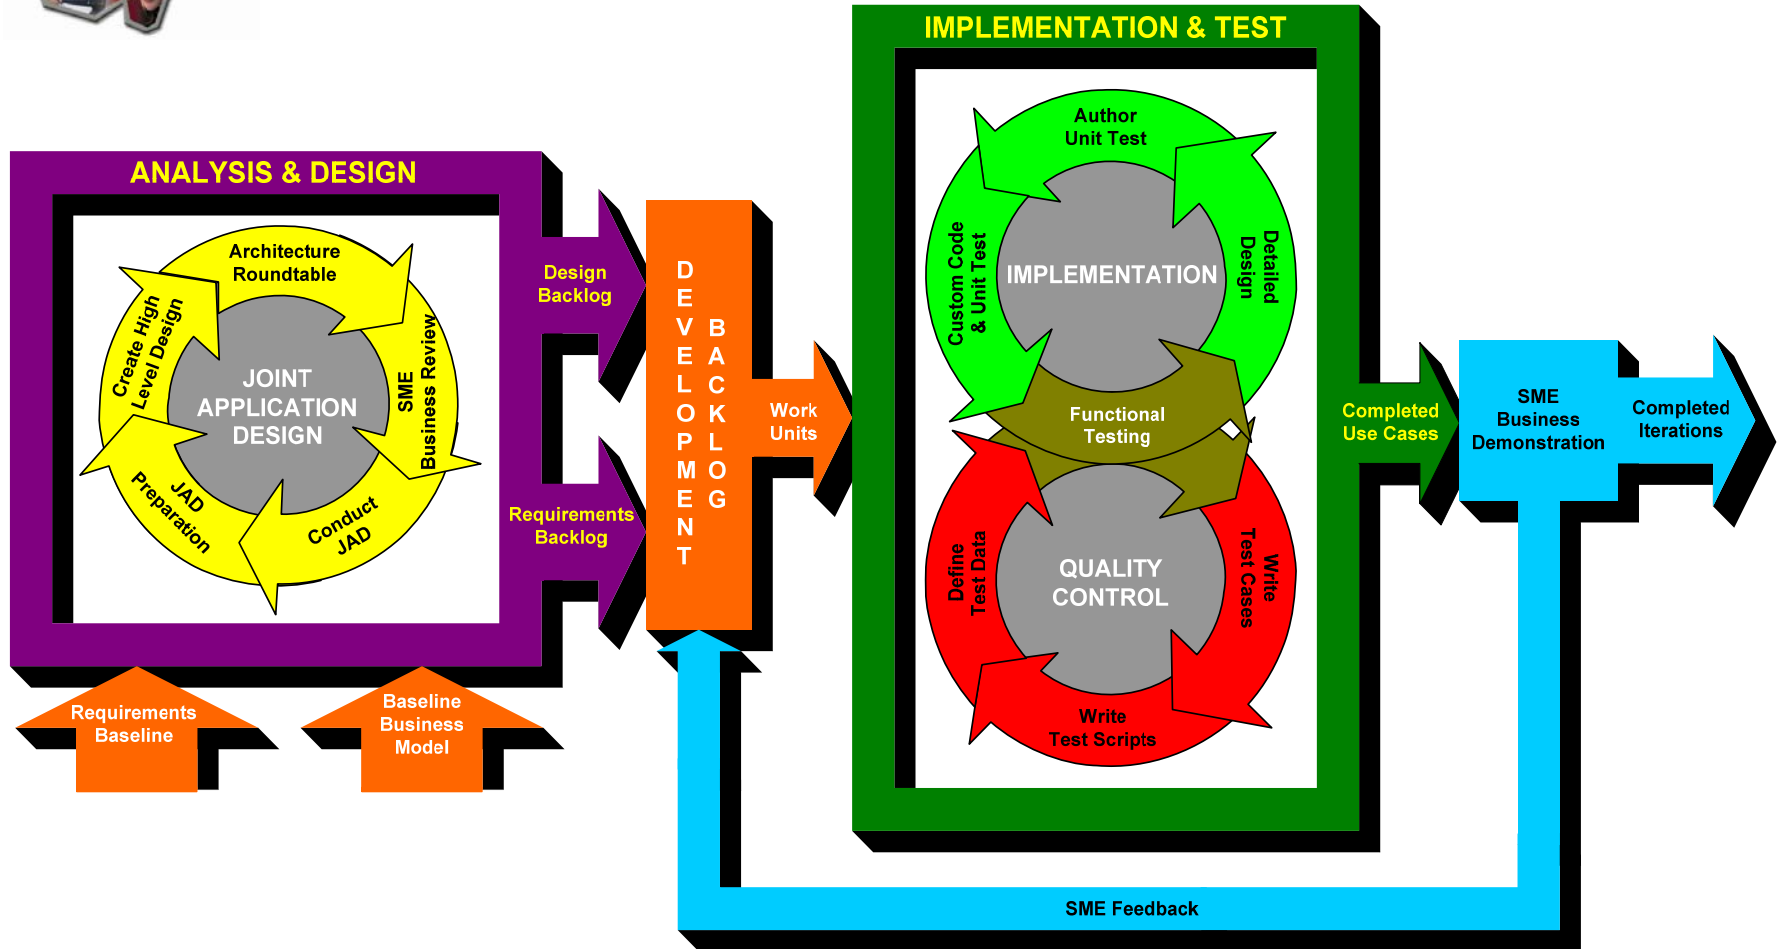 IMPLEMENTATION & TEST
ANALYSIS & DESIGN
Architecture
Roundtable
SME
Business Review
Conduct
JAD
JAD
Preparation
Create High
Level Design
JOINT
APPLICATION
DESIGN
Requirements
Baseline
Baseline
Business
Model
Design
Backlog
Requirements
Backlog
DEVELOPMENT
BACKLOG
Work
Units
Author
Unit Test
Custom Code
& Unit Test
Detailed
Design
IMPLEMENTATION
Functional
Testing
Define
Test Data
Write
Test Cases
QUALITY
CONTROL
Write
Test Scripts
Completed
Use Cases
SME
Business
Demonstration
Completed
Iterations
SME Feedback